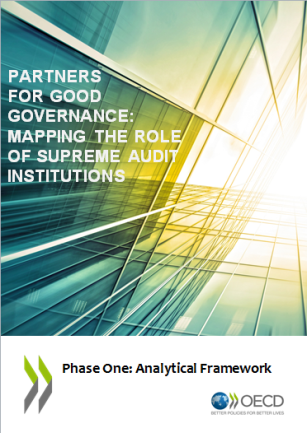 PARTNERS
FOR GOOD
GOVERNANCE:
MAPPING THE ROLE
OF SUPREME AUDIT
INSTITUTIONS
Phase One: Analytical Framework
OECD
BETTER POLICIES FOR BETTER LIVES